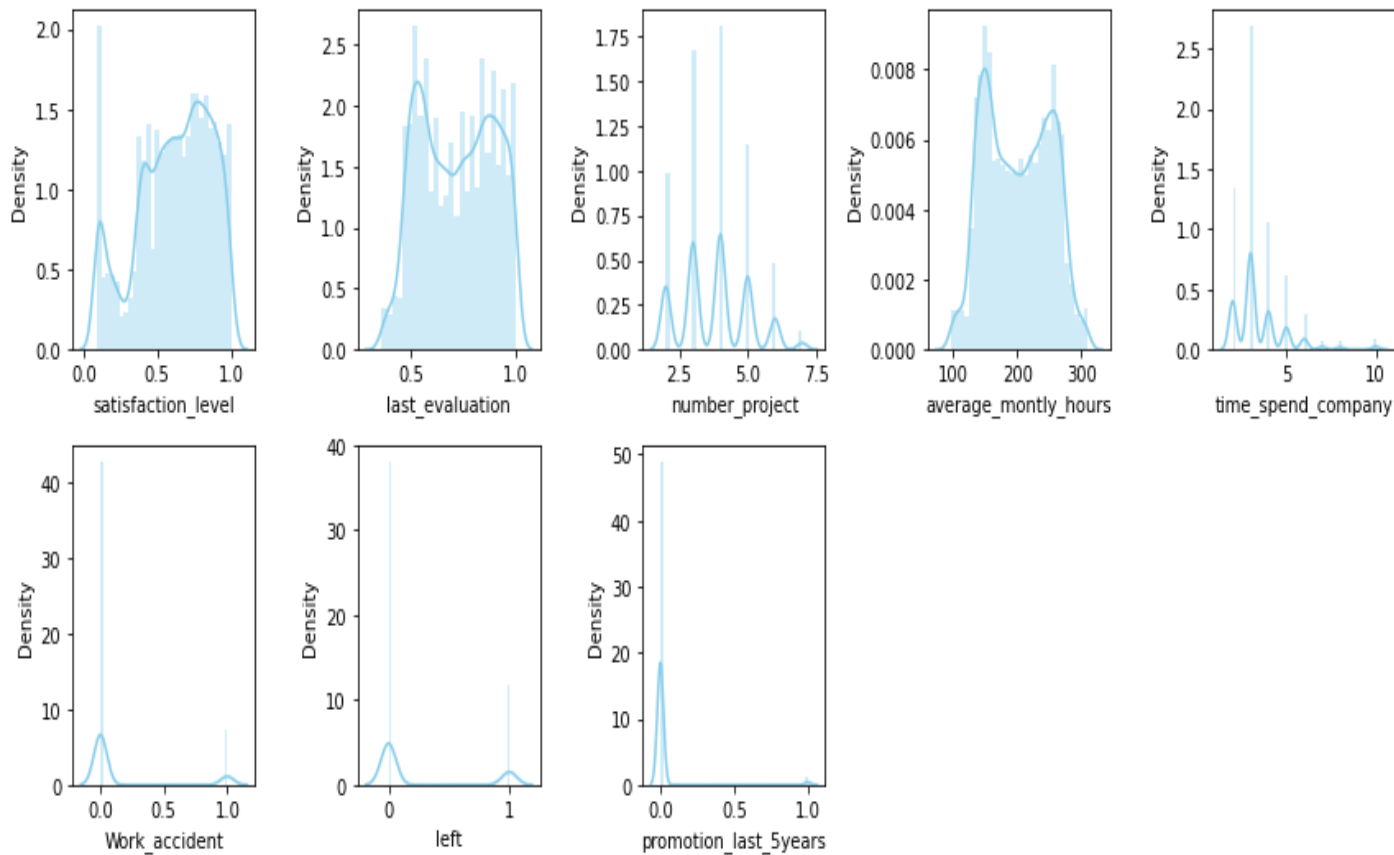 2.0
1.5
1.0
0.5
0.0
Density
0.0 0.5 1.0
satisfaction_level
2.5
2.0
1.5
1.0
0.5
0.0
Density
0.5 1.0
last_evaluation
1.75
1.50
1.25
1.00
0.75
0.50
0.25
0.00
Density
2.5 5.0 7.5
number_project
0.008
0.006
0.004
0.002
0.000
Density
100 200 300
average_montly_hours
2.5
2.0
1.5
1.0
0.5
0.0
Density
5 10
time_spend_company
40
30
20
10
0
Density
0.0 0.5 1.0
Work_accident
40
30
20
10
0
Density
0 1
left
50
40
30
20
10
0
Density
0.0 0.5 1.0
promotion_last_5years